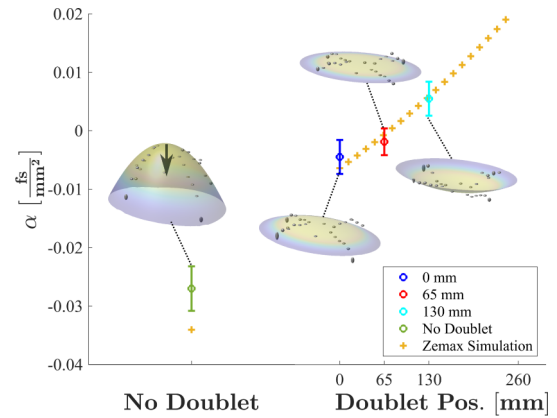 0.02
0.01
0
-0.01
-0.02
-0.03
-0.04
α [fs/mm²]
0 mm
65 mm
130 mm
No Doublet
Zemax Simulation
0 65 130 260
No Doublet
Doublet Pos. [mm]